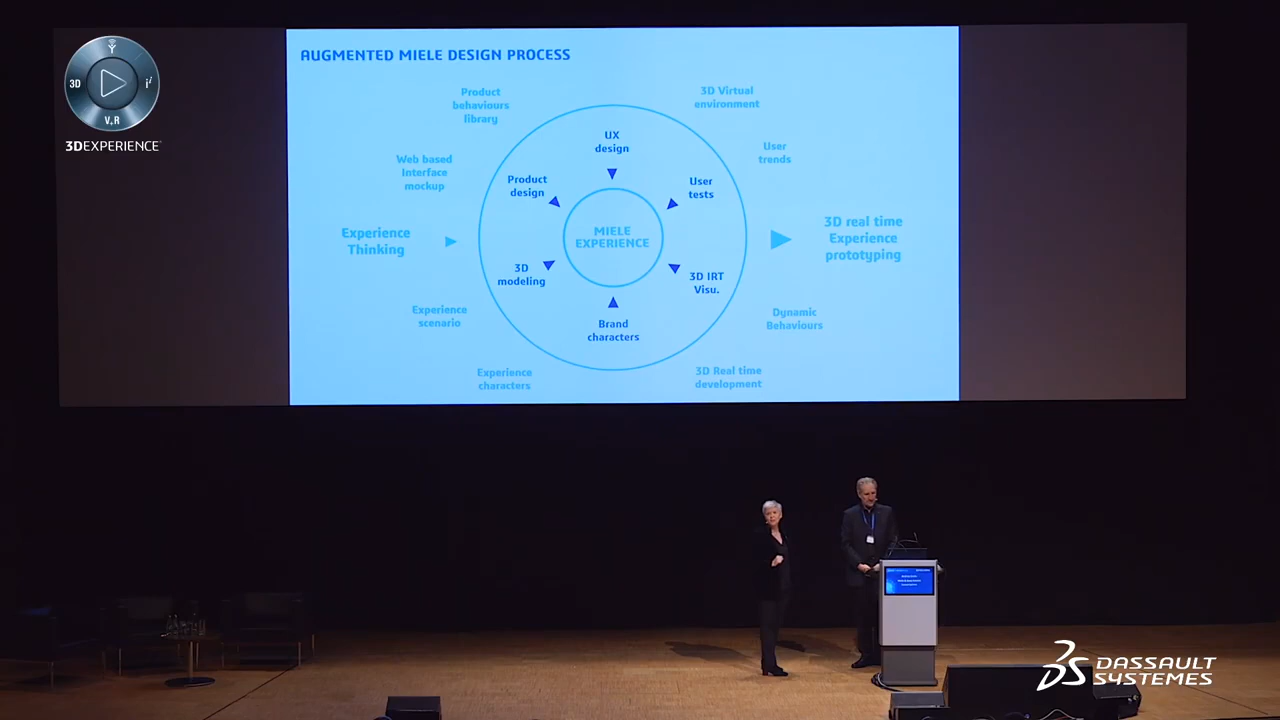 AUGMENTED MIELE DESIGN PROCESS
3D
i²
V,R
3DEXPERIENCE
Product
behaviours
library
3D Virtual
environment
UX
design
Web based
Interface
mockup
User
trends
Product
design
User
tests
Experience
Thinking
MIELE
EXPERIENCE
3D real time
Experience
prototyping
3D
modeling
3D IRT
Visu.
Experience
scenario
Brand
characters
Dynamic
Behaviours
Experience
characters
3D Real time
development
DASSAULT
SYSTEMES